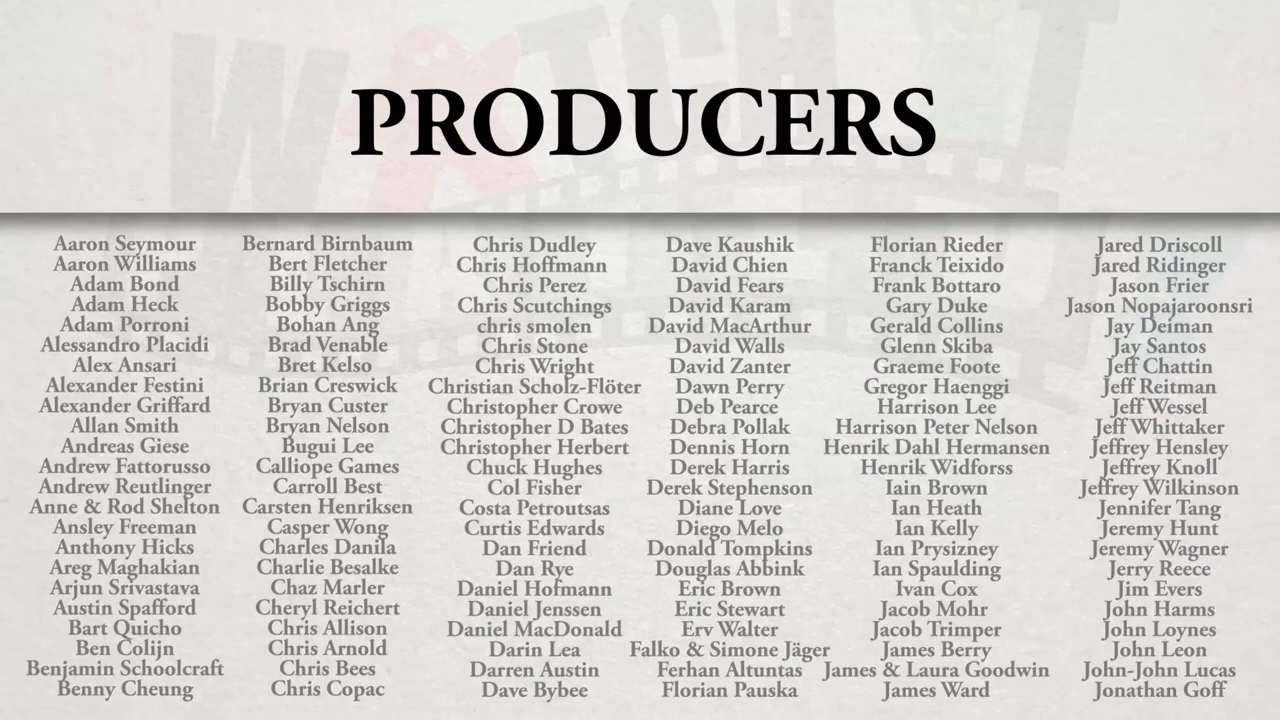 WATCH IT
PRODUCERS
Aaron Seymour
Aaron Williams
Adam Bond
Adam Heck
Adam Porroni
Alessandro Placidi
Alex Ansari
Alexander Festini
Alexander Griffard
Allan Smith
Andreas Giese
Andrew Fattorusso
Andrew Reutlinger
Anne & Rod Shelton
Ansley Freeman
Anthony Hicks
Areg Maghakian
Arjun Srivastava
Austin Spafford
Bart Quicho
Ben Colijn
Benjamin Schoolcraft
Benny Cheung
Bernard Birnbaum
Bert Fletcher
Billy Tschirn
Bobby Griggs
Bohan Ang
Brad Venable
Bret Kelso
Brian Creswick
Bryan Custer
Bryan Nelson
Bugui Lee
Calliope Games
Carroll Best
Carsten Henriksen
Casper Wong
Charles Danila
Charlie Besalke
Chaz Marler
Cheryl Reichert
Chris Allison
Chris Arnold
Chris Bees
Chris Copac
Chris Dudley
Chris Hoffmann
Chris Perez
Chris Scutchings
chris smolen
Chris Stone
Chris Wright
Christian Scholz-Flöter
Christopher Crowe
Christopher D Bates
Christopher Herbert
Chuck Hughes
Col Fisher
Costa Petroutsas
Curtis Edwards
Dan Friend
Dan Rye
Daniel Hofmann
Daniel Jenssen
Daniel MacDonald
Darin Lea
Darren Austin
Dave Bybee
Dave Kaushik
David Chien
David Fears
David Karam
David MacArthur
David Walls
David Zanter
Dawn Perry
Deb Pearce
Debra Pollak
Dennis Horn
Derek Harris
Derek Stephenson
Diane Love
Diego Melo
Donald Tompkins
Douglas Abbink
Eric Brown
Eric Stewart
Erv Walter
Falko & Simone Jäger
Ferhan Altuntas
Florian Pauska
Florian Rieder
Franck Teixido
Frank Bottaro
Gary Duke
Gerald Collins
Glenn Skiba
Graeme Foote
Gregor Haenggi
Harrison Lee
Harrison Peter Nelson
Henrik Dahl Hermansen
Henrik Widforss
Iain Brown
Ian Heath
Ian Kelly
Ian Prysizney
Ian Spaulding
Ivan Cox
Jacob Mohr
Jacob Trimper
James Berry
James & Laura Goodwin
James Ward
Jared Driscoll
Jared Ridinger
Jason Frier
Jason Nopajaroonsri
Jay Deiman
Jay Santos
Jeff Chattin
Jeff Reitman
Jeff Wessel
Jeff Whittaker
Jeffrey Hensley
Jeffrey Knoll
Jeffrey Wilkinson
Jennifer Tang
Jeremy Hunt
Jeremy Wagner
Jerry Reece
Jim Evers
John Harms
John Loynes
John Leon
John-John Lucas
Jonathan Goff